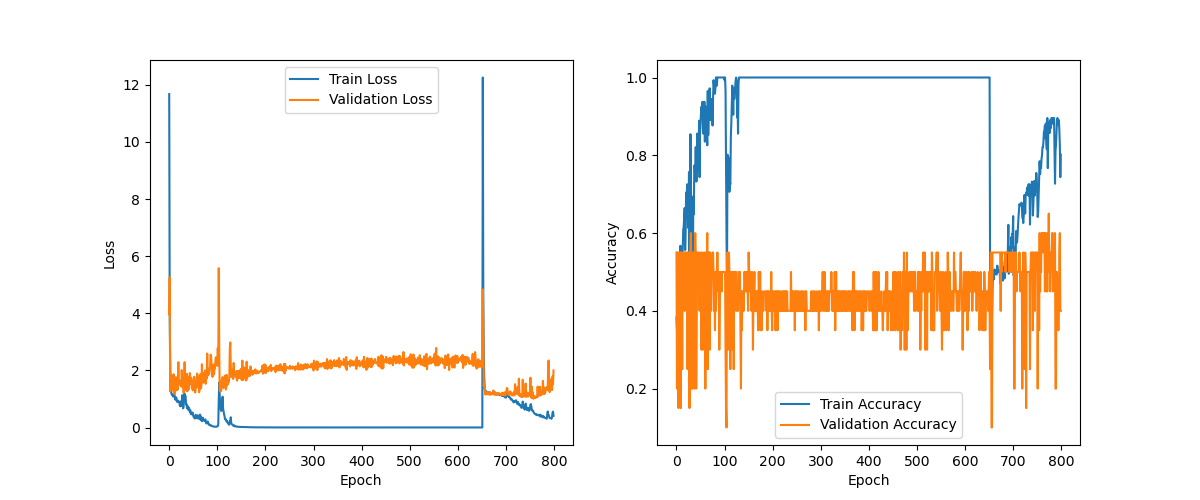 Train Loss
Validation Loss
12
10
8
6
4
2
0
Loss
0 100 200 300 400 500 600 700 800
Epoch
1.0
0.8
0.6
0.4
0.2
Accuracy
Train Accuracy
Validation Accuracy
0 100 200 300 400 500 600 700 800
Epoch